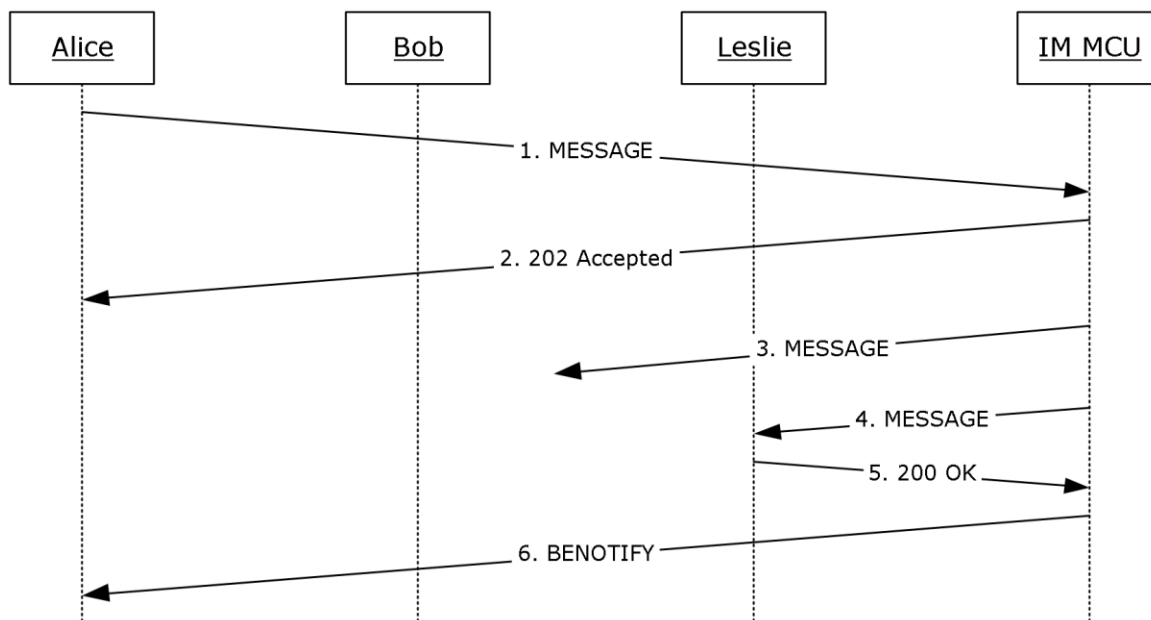 Alice
Bob
Leslie
IM MCU
1. MESSAGE
2. 202 Accepted
3. MESSAGE
4. MESSAGE
5. 200 OK
6. BENOTIFY